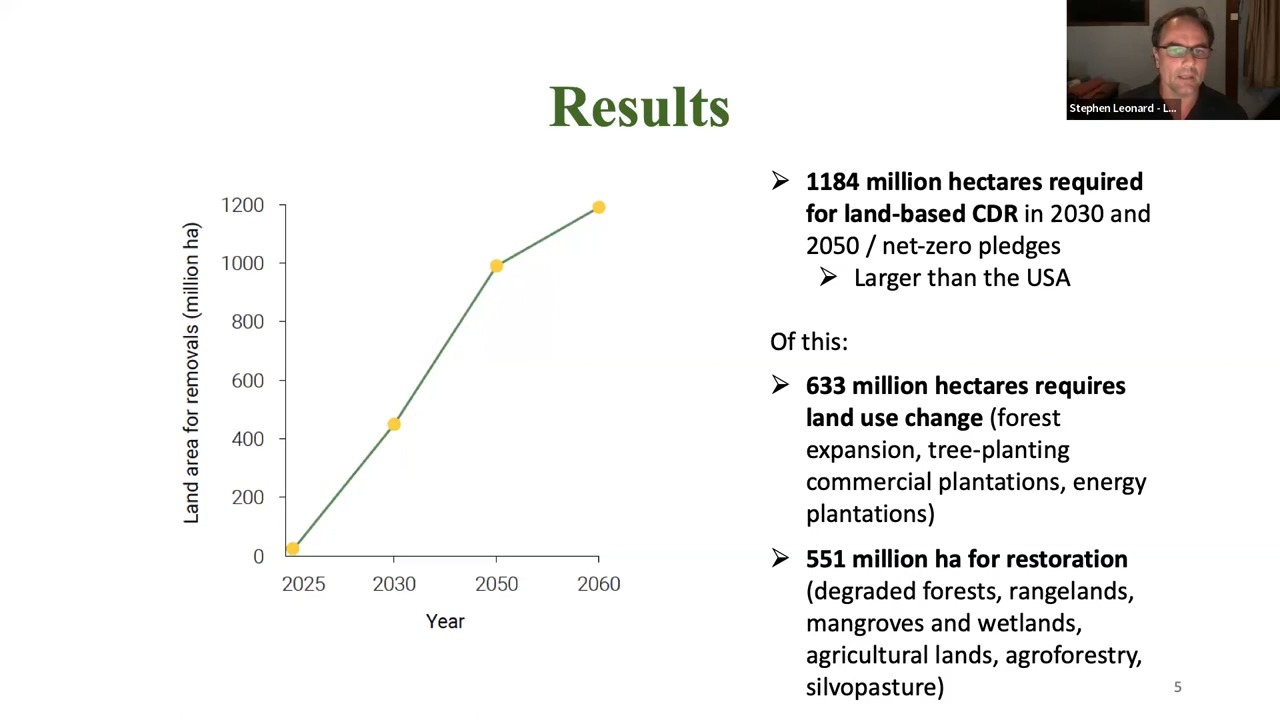 Results
Stephen Leonard - L...
1200
1000
800
600
400
200
0
Land area for removals (million ha)
2025 2030 2050 2060
Year
➢ 1184 million hectares required
for land-based CDR in 2030 and
2050 / net-zero pledges
➢ Larger than the USA
Of this:
➢ 633 million hectares requires
land use change (forest
expansion, tree-planting
commercial plantations, energy
plantations)
➢ 551 million ha for restoration
(degraded forests, rangelands,
mangroves and wetlands,
agricultural lands, agroforestry,
silvopasture)
5